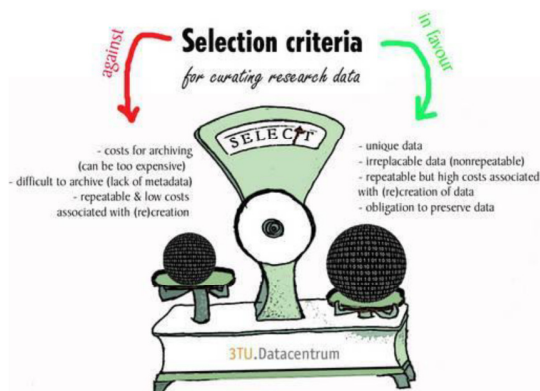 Selection criteria
for curating research data
against
in favour
- costs for archiving
(can be too expensive)
- difficult to archive (lack of metadata)
- repeatable & low costs
associated with (re)creation
- unique data
- irreplacable data (nonrepeatable)
- repeatable but high costs associated
with (re)creation of data
- obligation to preserve data
SELECT
3TU.Datacentrum